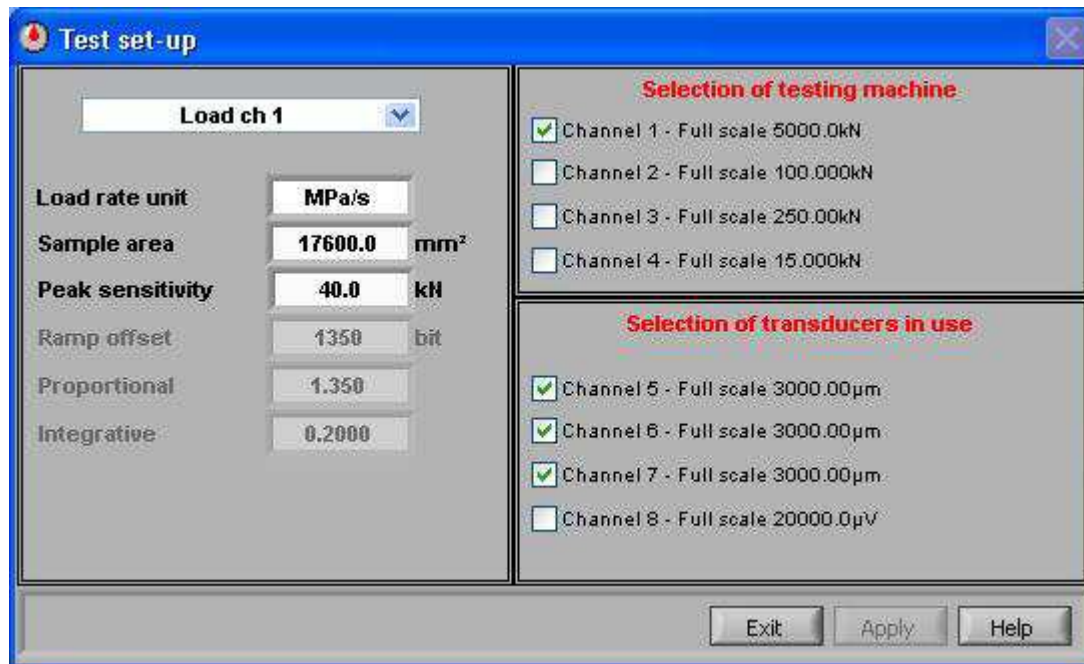 Test set-up
Load ch 1
Load rate unit MPa/s
Sample area 17600.0 mm²
Peak sensitivity 40.0 kN
Ramp offset 1350 bit
Proportional 1.350
Integrative 0.2000
Selection of testing machine
Channel 1 - Full scale 5000.0kN
Channel 2 - Full scale 100.000kN
Channel 3 - Full scale 250.00kN
Channel 4 - Full scale 15.000kN
Selection of transducers in use
Channel 5 - Full scale 3000.00µm
Channel 6 - Full scale 3000.00µm
Channel 7 - Full scale 3000.00µm
Channel 8 - Full scale 20000.0µV
Exit Apply Help